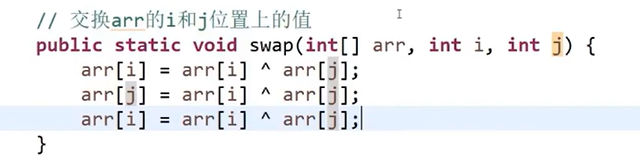 // 交换arr的i和j位置上的值
public static void swap(int[] arr, int i, int j) {
    arr[i] = arr[i] ^ arr[j];
    arr[j] = arr[i] ^ arr[j];
    arr[i] = arr[i] ^ arr[j];
}